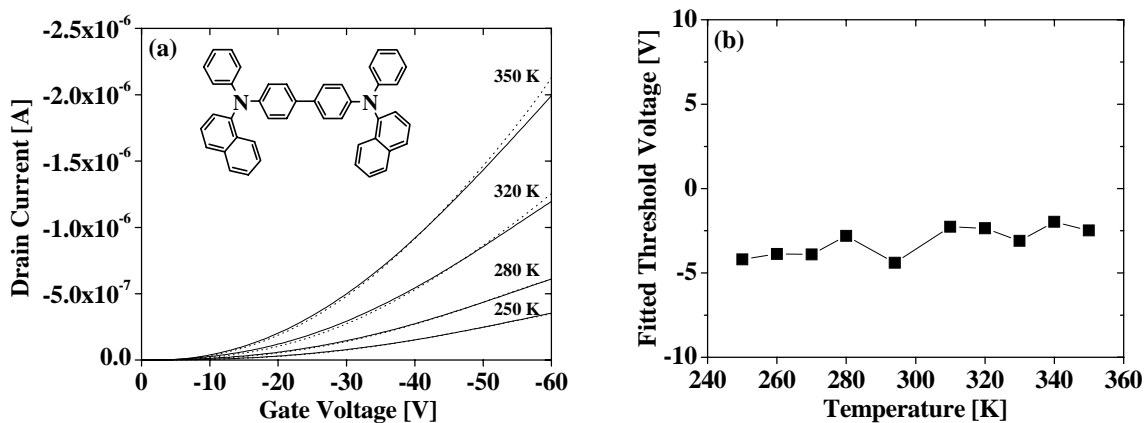 (a)
-2.5x10⁻⁶
-2.0x10⁻⁶
-1.5x10⁻⁶
-1.0x10⁻⁶
-5.0x10⁻⁷
0.0
Drain Current [A]
N
N
350 K
320 K
280 K
250 K
0 -10 -20 -30 -40 -50 -60
Gate Voltage [V]
(b)
10
5
0
-5
-10
Fitted Threshold Voltage [V]
240 260 280 300 320 340 360
Temperature [K]